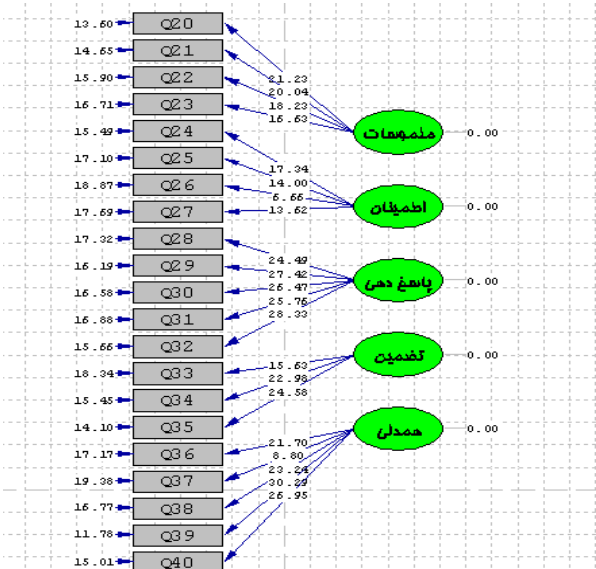 13.60 Q20
14.65 Q21
15.90 Q22
16.71 Q23
15.49 Q24
17.10 Q25
18.87 Q26
17.69 Q27
17.32 Q28
16.19 Q29
16.58 Q30
16.88 Q31
15.66 Q32
18.34 Q33
15.45 Q34
14.10 Q35
17.17 Q36
19.38 Q37
16.77 Q38
11.78 Q39
15.01 Q40
21.23
20.04
18.23
16.63
17.34
14.00
6.66
13.62
24.49
27.42
26.47
25.76
28.33
15.63
22.98
24.58
21.70
8.80
23.24
30.29
26.95
ملموسات 0.00
اطمینان 0.00
پاسخ دهی 0.00
تضمین 0.00
همدلی 0.00